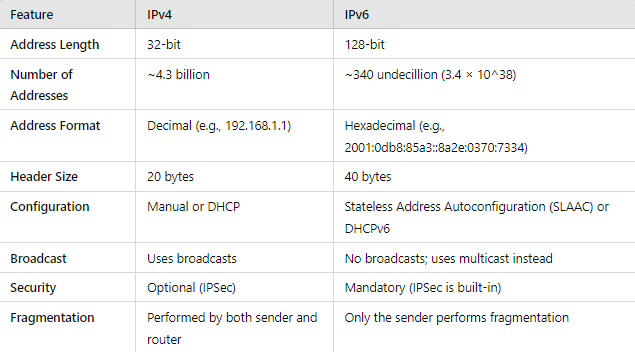 Feature IPv4 IPv6
Address Length 32-bit 128-bit
Number of Addresses ~4.3 billion ~340 undecillion (3.4 × 10^38)
Address Format Decimal (e.g., 192.168.1.1) Hexadecimal (e.g., 2001:0db8:85a3::8a2e:0370:7334)
Header Size 20 bytes 40 bytes
Configuration Manual or DHCP Stateless Address Autoconfiguration (SLAAC) or DHCPv6
Broadcast Uses broadcasts No broadcasts; uses multicast instead
Security Optional (IPSec) Mandatory (IPSec is built-in)
Fragmentation Performed by both sender and router Only the sender performs fragmentation